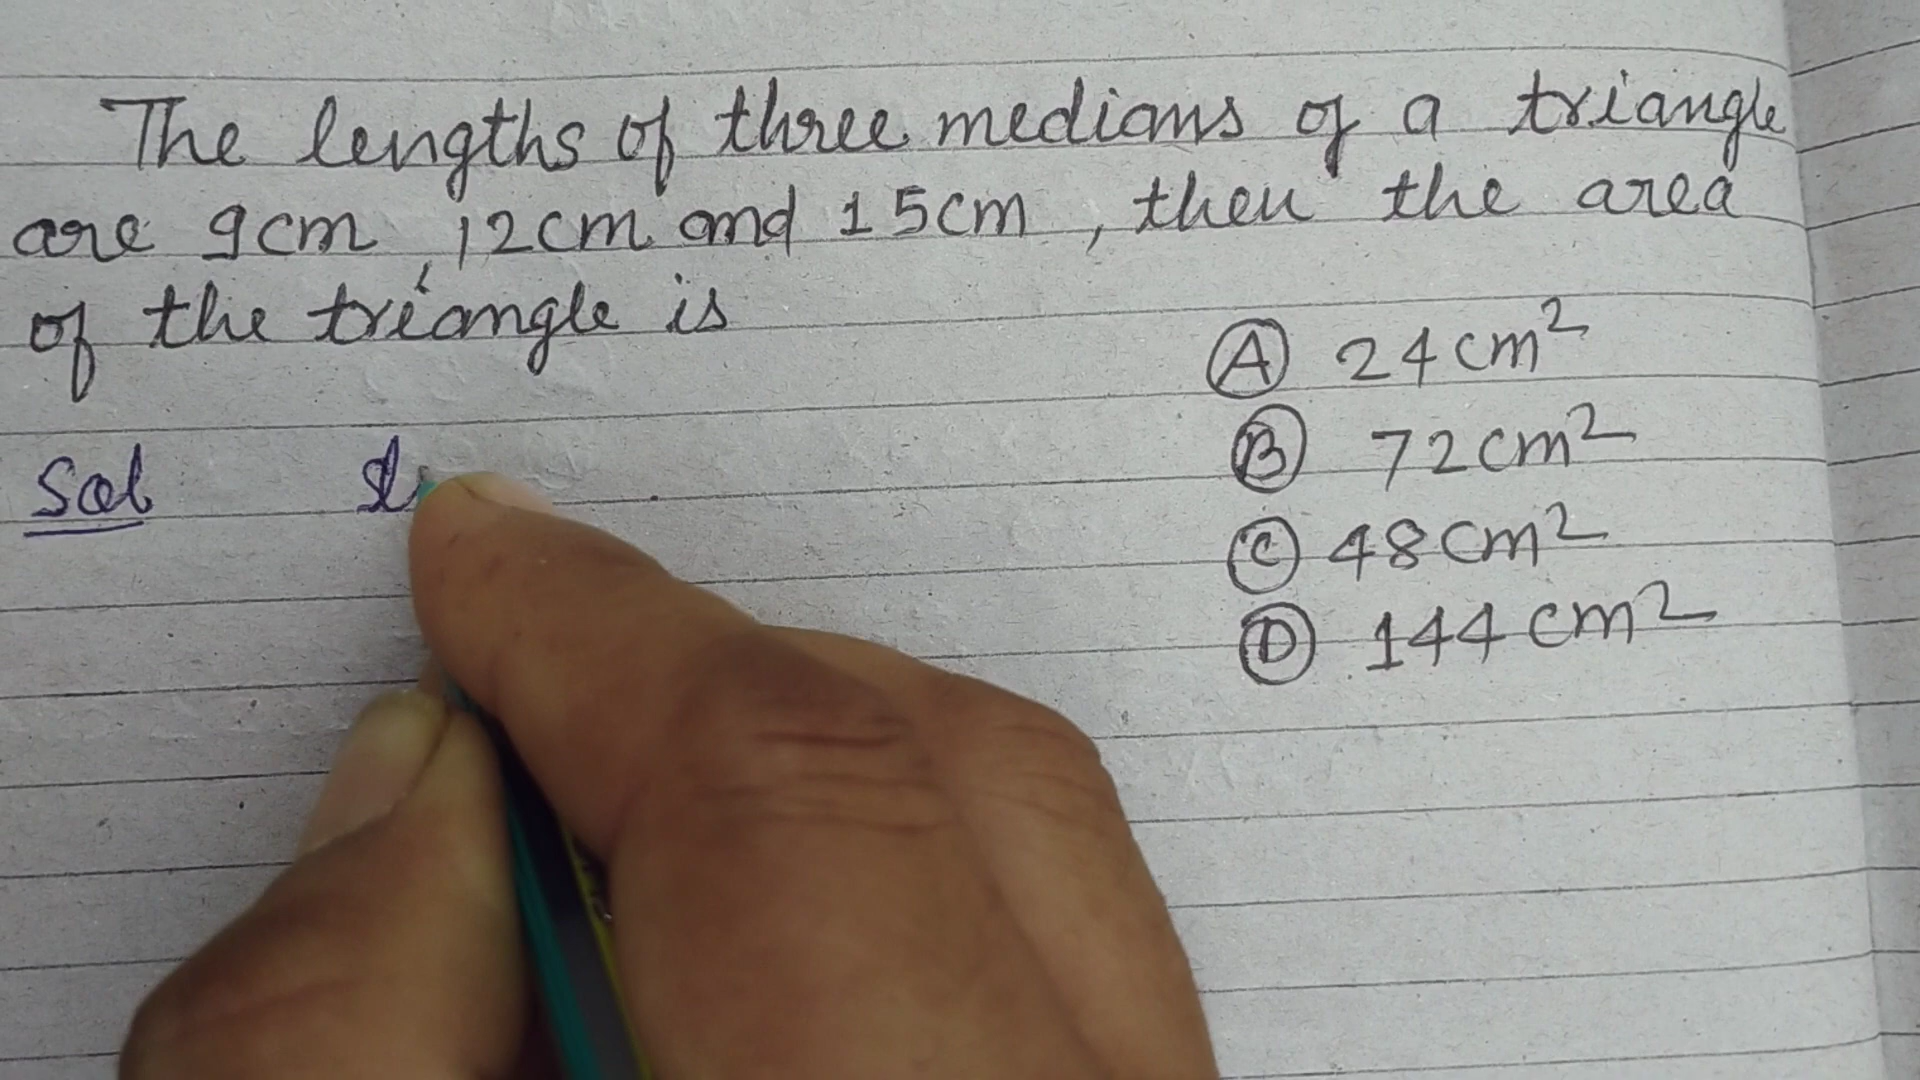 The lengths of three medians of a triangle
are 9cm, 12cm and 15cm, then the area
of the triangle is
Ⓐ 24cm²
Ⓑ 72cm²
Ⓒ 48cm²
Ⓓ 144cm²
Sol